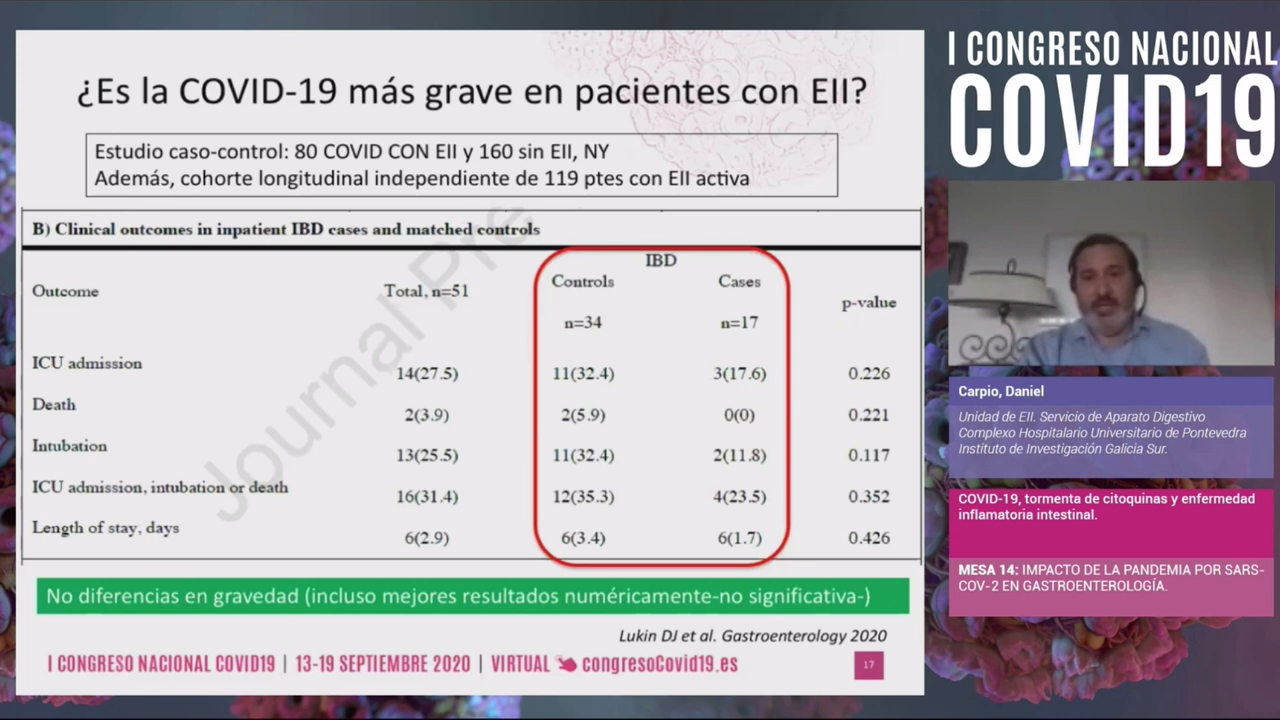 ¿Es la COVID-19 más grave en pacientes con EII?
Estudio caso-control: 80 COVID CON EII y 160 sin EII, NY
Además, cohorte longitudinal independiente de 119 ptes con EII activa
B) Clinical outcomes in inpatient IBD cases and matched controls
IBD
Outcome Total, n=51 Controls n=34 Cases n=17 p-value
ICU admission 14(27.5) 11(32.4) 3(17.6) 0.226
Death 2(3.9) 2(5.9) 0(0) 0.221
Intubation 13(25.5) 11(32.4) 2(11.8) 0.117
ICU admission, intubation or death 16(31.4) 12(35.3) 4(23.5) 0.352
Length of stay, days 6(2.9) 6(3.4) 6(1.7) 0.426
Journal Pre
No diferencias en gravedad (incluso mejores resultados numéricamente-no significativa-)
Lukin DJ et al. Gastroenterology 2020
I CONGRESO NACIONAL COVID19 | 13-19 SEPTIEMBRE 2020 | VIRTUAL congresoCovid19.es
17
I CONGRESO NACIONAL
COVID19
Carpio, Daniel
Unidad de EII. Servicio de Aparato Digestivo
Complexo Hospitalario Universitario de Pontevedra
Instituto de Investigación Galicia Sur.
COVID-19, tormenta de citoquinas y enfermedad
inflamatoria intestinal.
MESA 14: IMPACTO DE LA PANDEMIA POR SARS-
COV-2 EN GASTROENTEROLOGÍA.